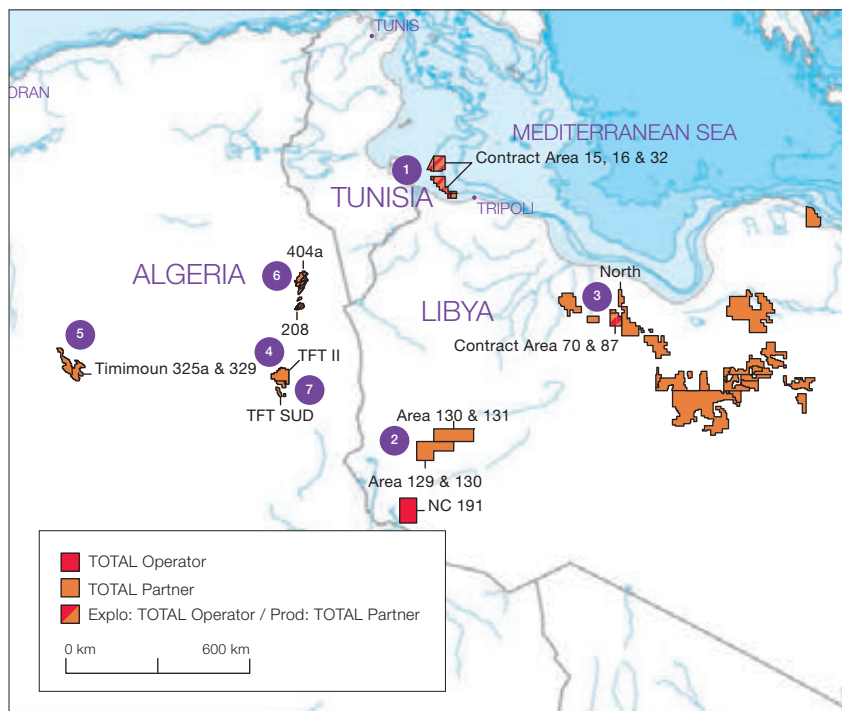 TUNIS
ORAN
MEDITERRANEAN SEA
Contract Area 15, 16 & 32
1
TUNISIA
TRIPOLI
404a
ALGERIA
6
North
3
LIBYA
208
5
4
Contract Area 70 & 87
TFT II
Timimoun 325a & 329
7
TFT SUD
Area 130 & 131
2
Area 129 & 130
NC 191
TOTAL Operator
TOTAL Partner
Explo: TOTAL Operator / Prod: TOTAL Partner
0 km 600 km